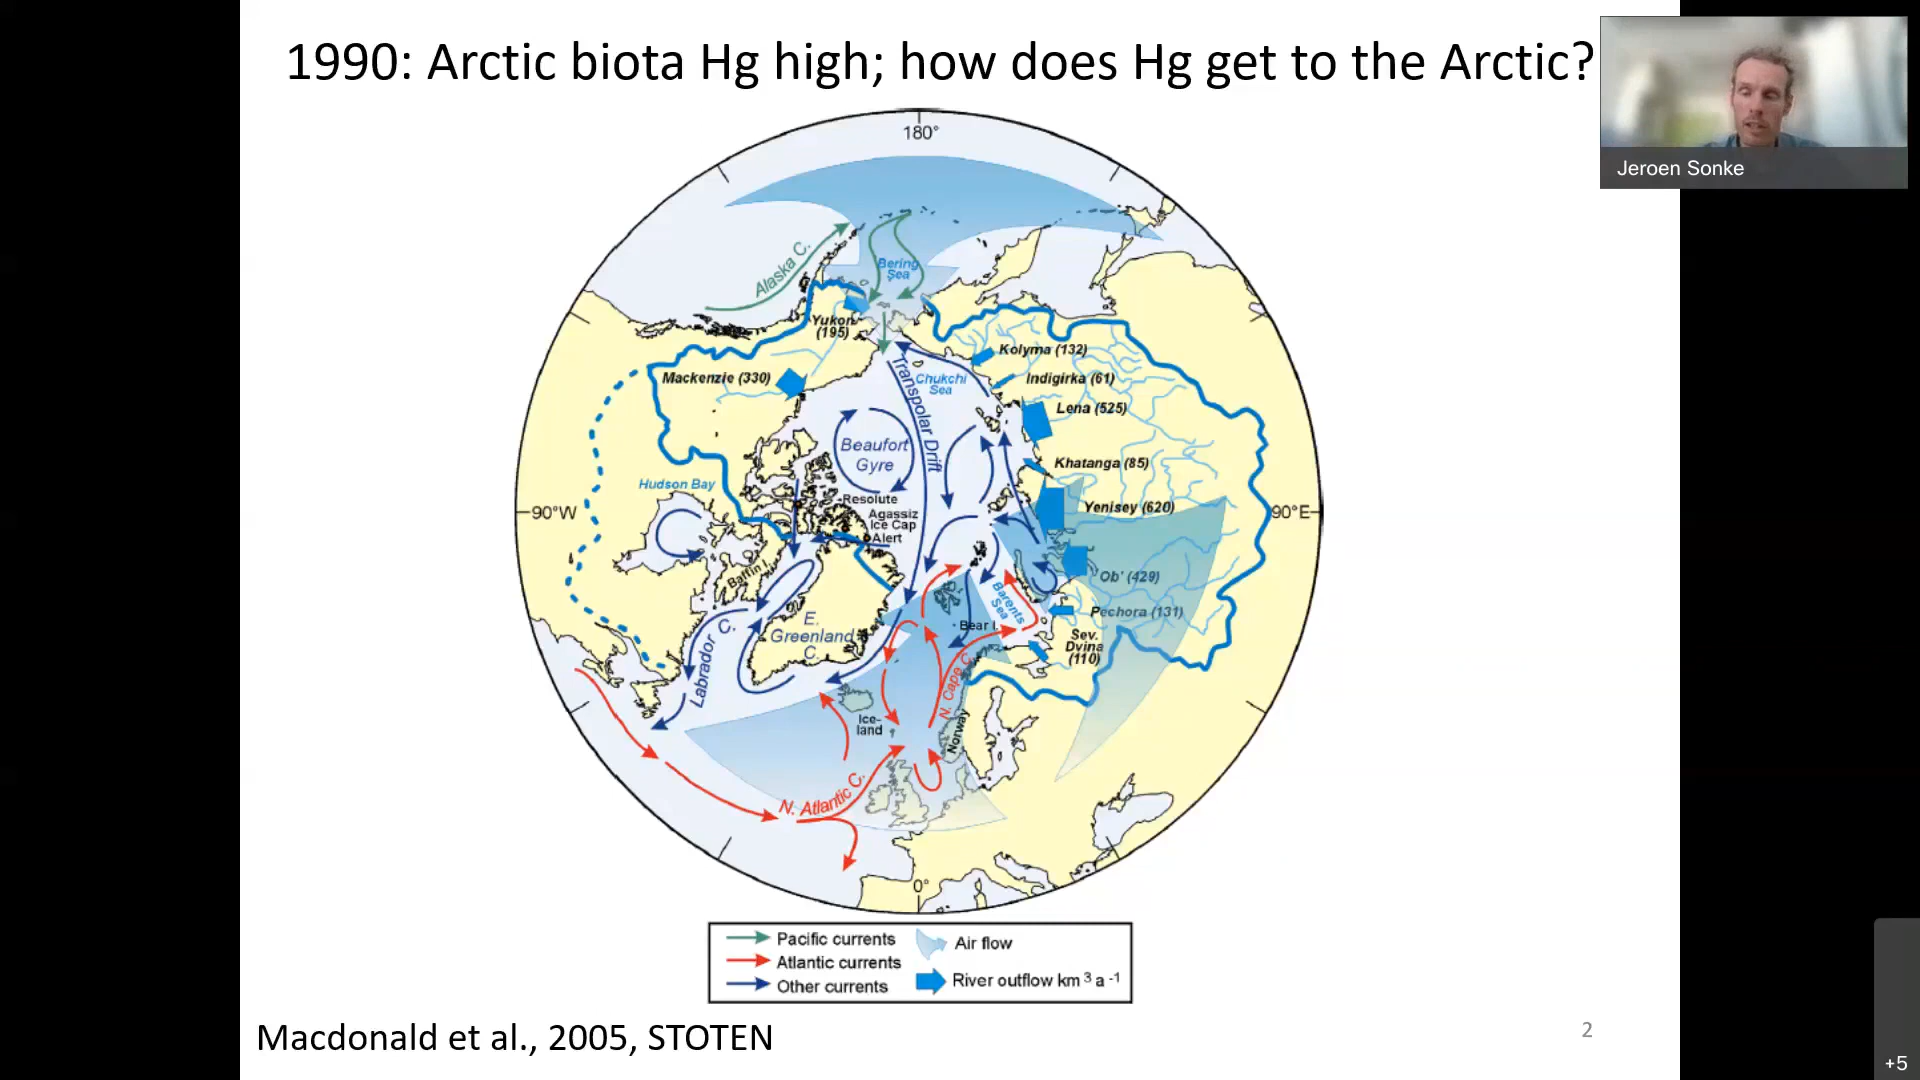 1990: Arctic biota Hg high; how does Hg get to the Arctic?
Jeroen Sonke
180°
Alaska C.
Bering
Sea
Yukon
(195)
Kolyma (132)
Mackenzie (330)
Chukchi
Sea
Indigirka (61)
Transpolar Drift
Lena (525)
Beaufort
Gyre
Khatanga (85)
Hudson Bay
Resolute
Yenisey (620)
90°W
Agassiz
Ice Cap
90°E
Alert
Baffin I.
Ob' (429)
Barents
Sea
Pechora (131)
E.
Greenland
C.
Bear I.
Sev.
Dvina
(110)
Labrador C.
N. Cape C.
Ice-
land
Norway
N. Atlantic C.
0°
Pacific currents
Air flow
Atlantic currents
Other currents
River outflow km 3 a -1
Macdonald et al., 2005, STOTEN
2
+5